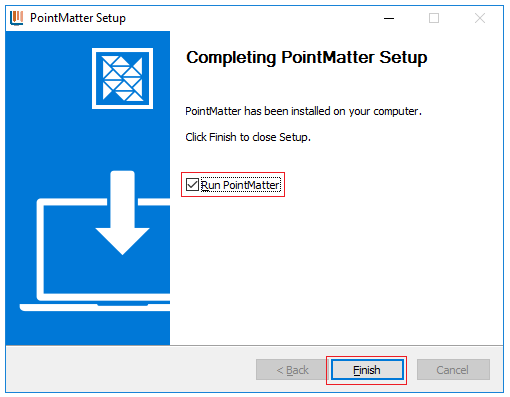 PointMatter Setup
Completing PointMatter Setup
PointMatter has been installed on your computer.
Click Finish to close Setup.
Run PointMatter
< Back
Finish
Cancel